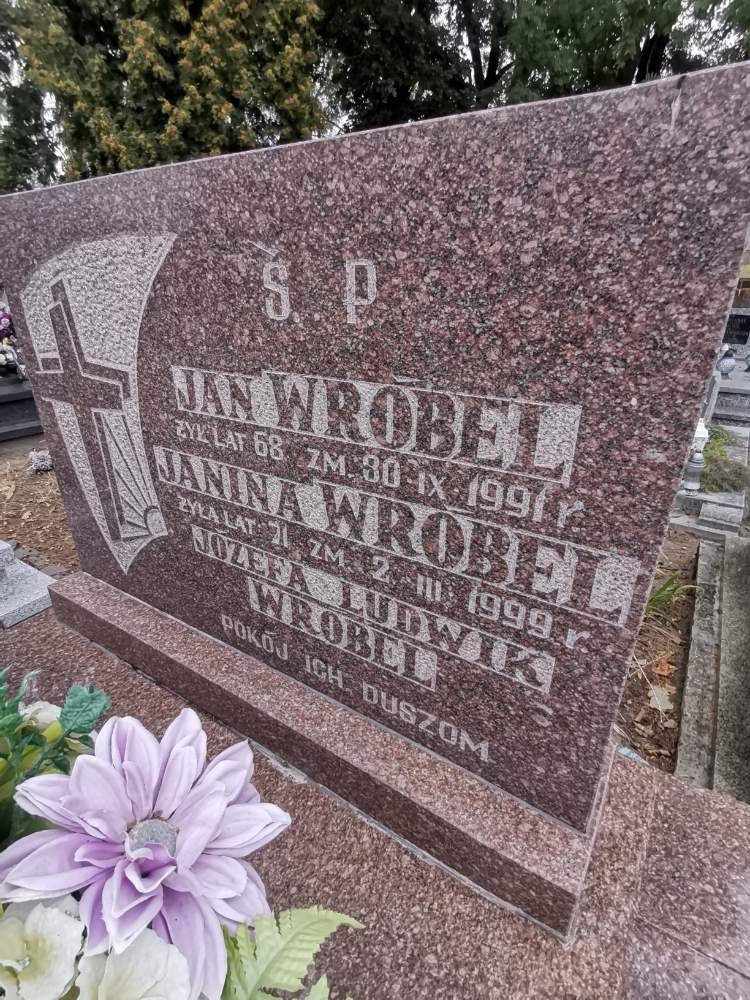 Ś P
JAN WRÓBEL
ŻYŁ LAT 68 ZM. 30 IX 1991 r
JANINA WRÓBEL
ŻYŁA LAT 71 ZM. 2 III 1999 r
JÓZEFA LUDWIK
WRÓBEL
POKÓJ ICH DUSZOM